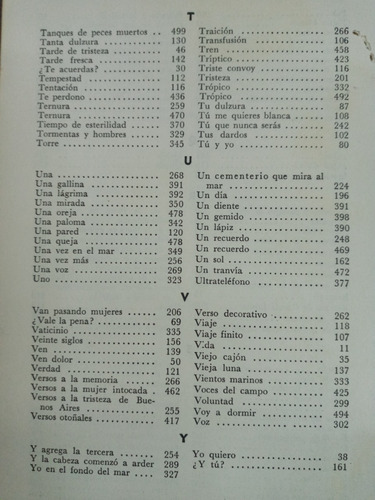 T
Tanques de peces muertos .. 499
Tanta dulzura ............ 130
Tarde de tristeza ........ 46
Tarde fresca ............. 142
¿Te acuerdas? ............ 30
Tempestad ................ 112
Tentación ................ 116
Te perdono ............... 436
Ternura .................. 259
Ternura .................. 470
Tiempo de esterilidad .... 370
Tormentas y hombres ...... 329
Torre .................... 345
Traición ................. 266
Transfusión .............. 106
Tren ..................... 458
Tríptico ................. 423
Triste convoy ............ 116
Tristeza ................. 201
Trópico .................. 332
Trópico .................. 492
Tu dulzura ............... 87
Tú me quieres blanca ..... 108
Tú que nunca serás ....... 242
Tus dardos ............... 102
Tú y yo .................. 80
U
Una ...................... 268
Una gallina .............. 391
Una lágrima .............. 392
Una mirada ............... 350
Una oreja ................ 478
Una paloma ............... 342
Una pared ................ 120
Una queja ................ 478
Una vez en el mar ........ 349
Una vez más .............. 256
Una voz .................. 269
Uno ...................... 323
Un cementerio que mira al
mar ...................... 224
Un día ................... 196
Un diente ................ 391
Un gemido ................ 398
Un lápiz ................. 390
Un recuerdo .............. 248
Un recuerdo .............. 469
Un sol ................... 162
Un tranvía ............... 472
Ultrateléfono ............ 377
V
Van pasando mujeres ...... 206
¿Vale la pena? ........... 69
Vaticinio ................ 335
Veinte siglos ............ 156
Ven ...................... 139
Ven dolor ................ 50
Verdad ................... 121
Versos a la memoria ...... 266
Versos a la mujer intocada .. 462
Versos a la tristeza de Bue-
nos Aires ................ 255
Versos otoñales .......... 417
Verso decorativo ......... 262
Viaje .................... 118
Viaje finito ............. 107
Vida ..................... 11
Viejo cajón .............. 35
Vieja luna ............... 137
Vientos marinos .......... 333
Voces del campo .......... 425
Voluntad ................. 299
Voy a dormir ............. 494
Voz ...................... 302
Y
Y agrega la tercera ...... 254
Y la cabeza comenzó a arder 289
Yo en el fondo del mar ... 327
Yo quiero ................ 38
¿Y tú? ................... 161